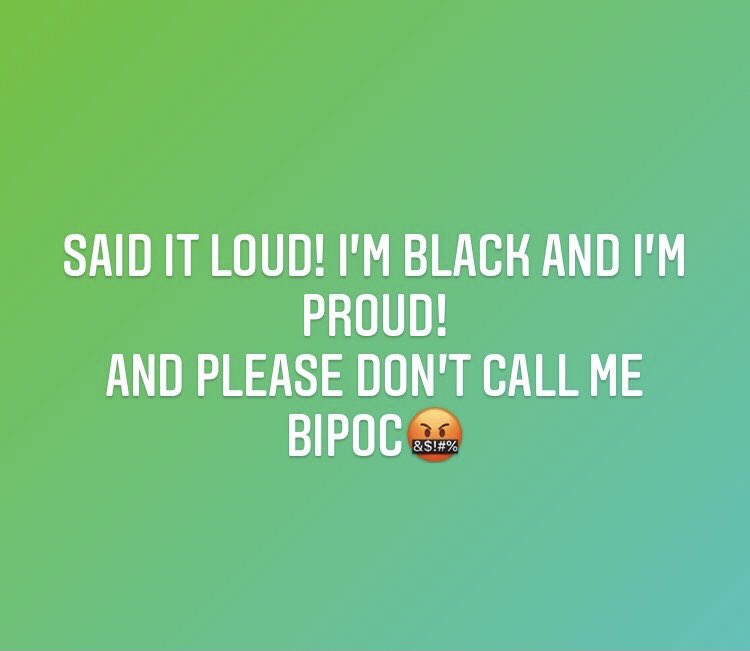 SAID IT LOUD! I'M BLACK AND I'M
PROUD!
AND PLEASE DON'T CALL ME
BIPOC🤬
&$!#%